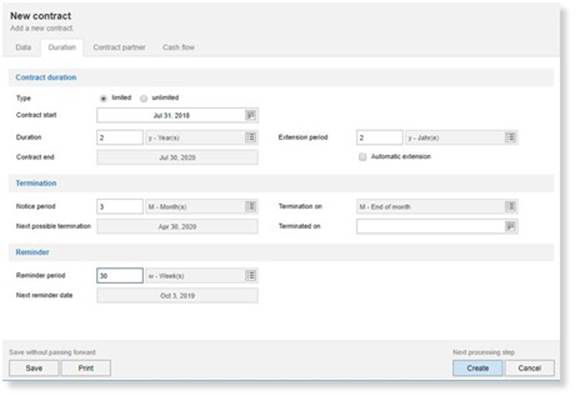 New contract
Add a new contract.
Data Duration Contract partner Cash flow
Contract duration
Type limited unlimited
Contract start Jul 31, 2018
Duration 2 y - Year(s) Extension period 2 y - Jahr(s)
Contract end Jul 30, 2020 Automatic extension
Termination
Notice period 3 M - Month(s) Termination on M - End of month
Next possible termination Apr 30, 2020 Terminated on
Reminder
Reminder period 30 w - Week(s)
Next reminder date Oct 3, 2019
Save without passing forward Next processing step
Save Print Create Cancel